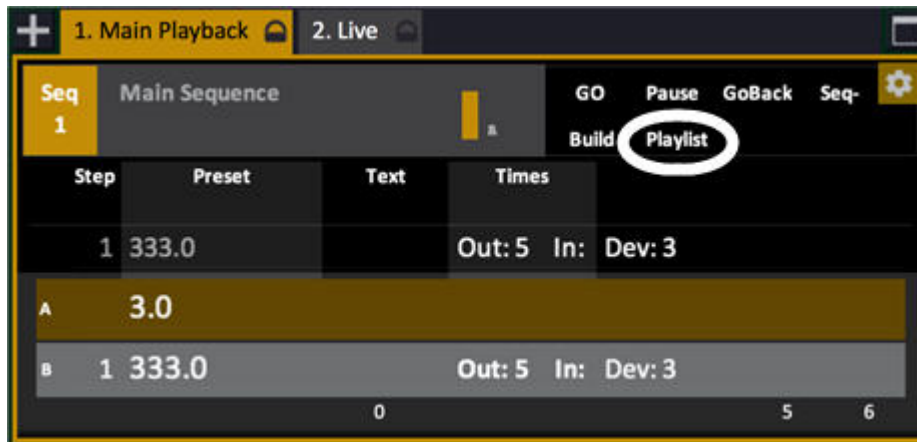 1. Main Playback 2. Live
Seq 1 Main Sequence GO Pause GoBack Seq-
Build Playlist
Step Preset Text Times
1 333.0 Out: 5 In: Dev: 3
A 3.0
B 1 333.0 Out: 5 In: Dev: 3
0 5 6